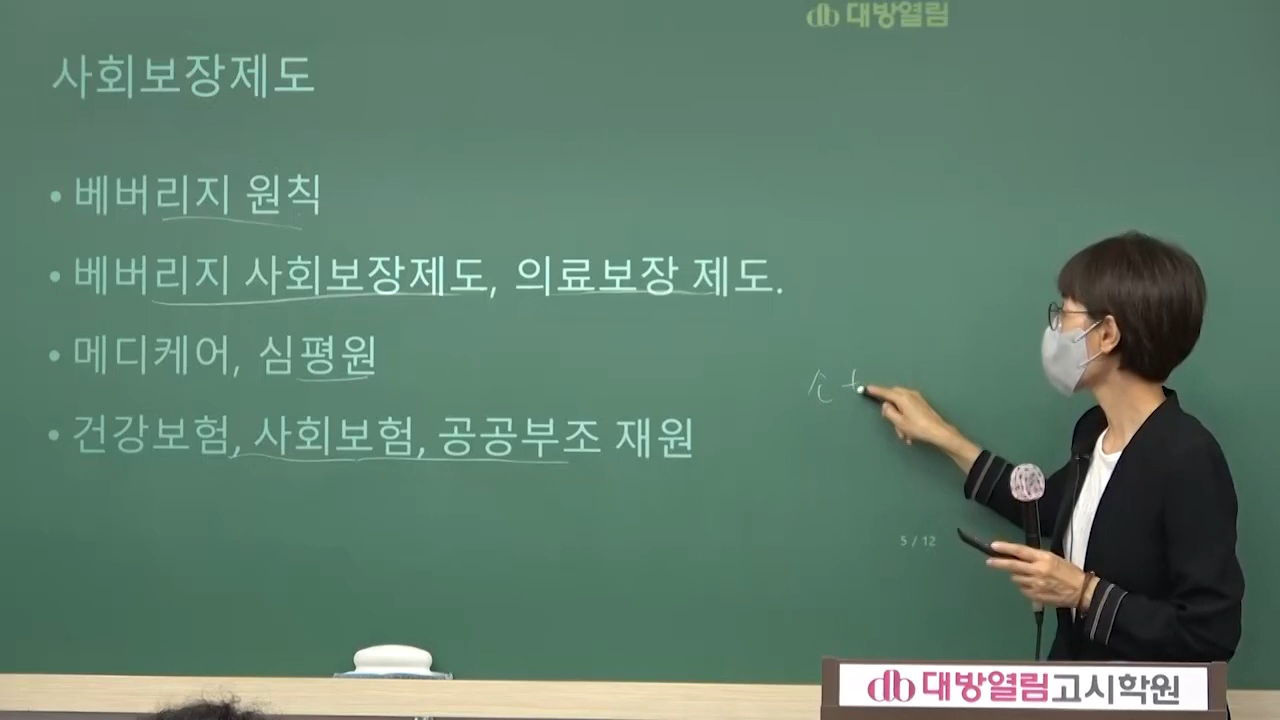 db 대방열림
사회보장제도
• 베버리지 원칙
• 베버리지 사회보장제도, 의료보장 제도.
• 메디케어, 심평원
• 건강보험, 사회보험, 공공부조 재원
5 / 12
db 대방열림고시학원